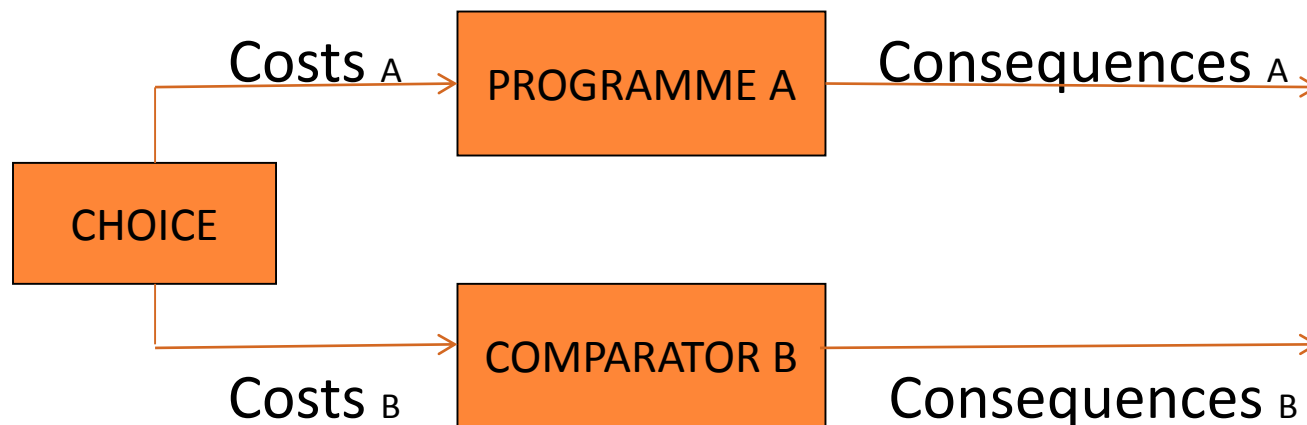 Costs A
PROGRAMME A
Consequences A
CHOICE
COMPARATOR B
Costs B
Consequences B